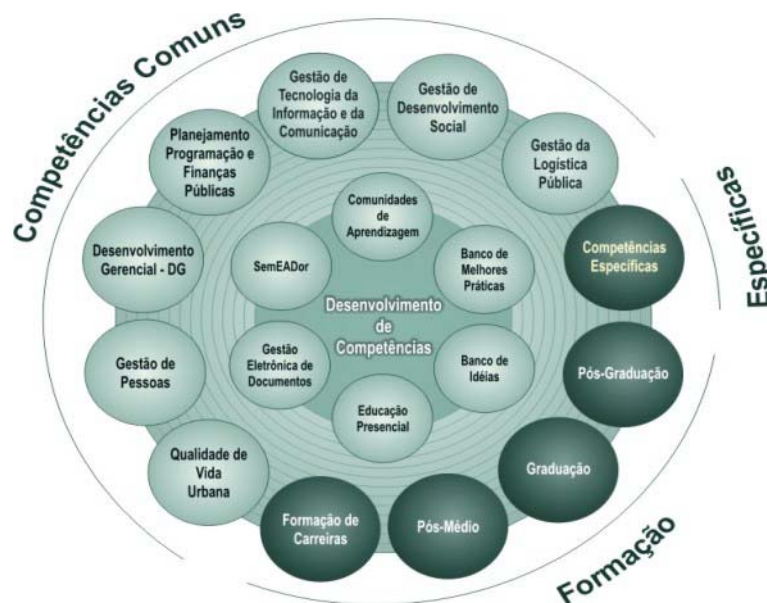 Competências Comuns
Gestão de
Tecnologia da
Informação e da
Comunicação
Gestão de
Desenvolvimento
Social
Planejamento
Programação e
Finanças
Públicas
Gestão da
Logística
Pública
Específicas
Comunidades
de
Aprendizagem
Desenvolvimento
Gerencial - DG
SemEADor
Banco de
Melhores
Práticas
Competências
Específicas
Desenvolvimento
de
Competências
Gestão de
Pessoas
Gestão
Eletrônica de
Documentos
Banco de
Idéias
Pós-Graduação
Educação
Presencial
Qualidade de
Vida
Urbana
Graduação
Formação de
Carreiras
Pós-Médio
Formação